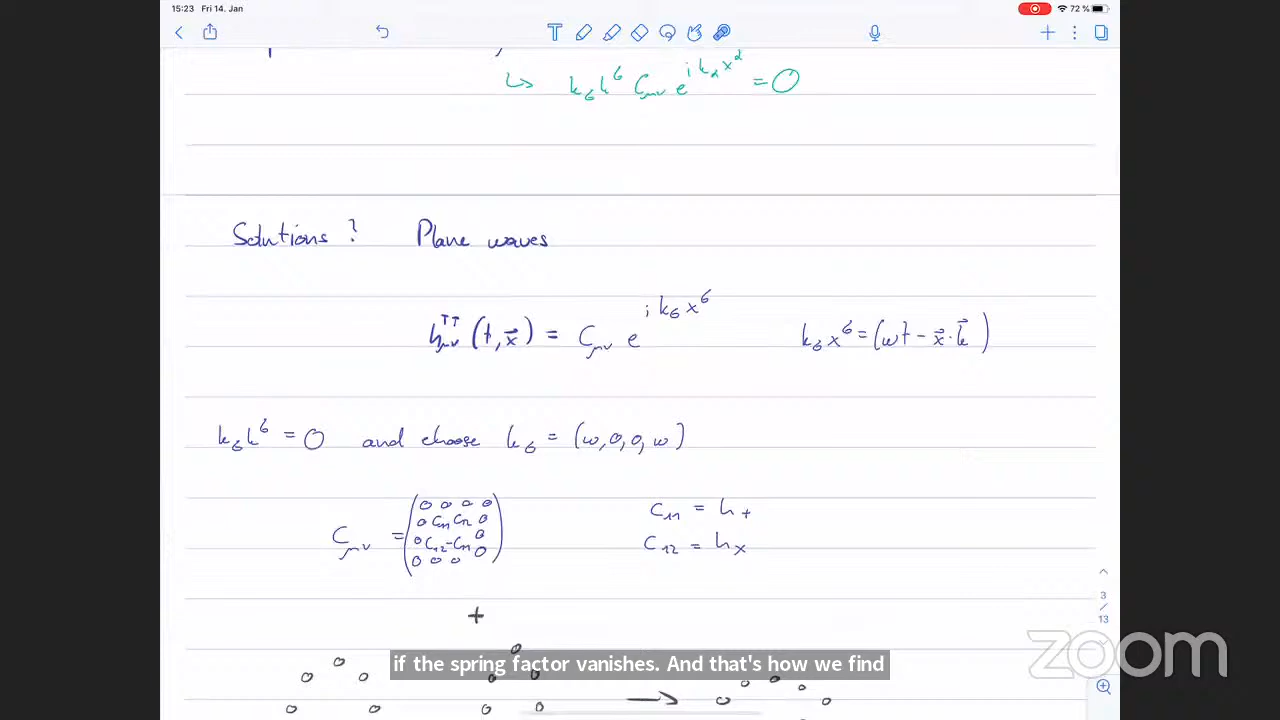 15:23 Fri 14. Jan
72 %
T
↳ k_σ k^σ C_μν e^{i k_α x^α} = 0
Solutions ? Plane waves
h_μν^TT (t, x⃗) = C_μν e^{i k_σ x^σ} k_σ x^σ = (ωt - x⃗·k⃗)
k_σ k^σ = 0 and choose k_σ = (ω, 0, 0, ω)
C_μν = (0 0 0 0
0 C_11 C_12 0
0 C_12 -C_11 0
0 0 0 0)
C_11 = h_+
C_12 = h_x
+
3
/
13
zoom
if the spring factor vanishes. And that's how we find
→